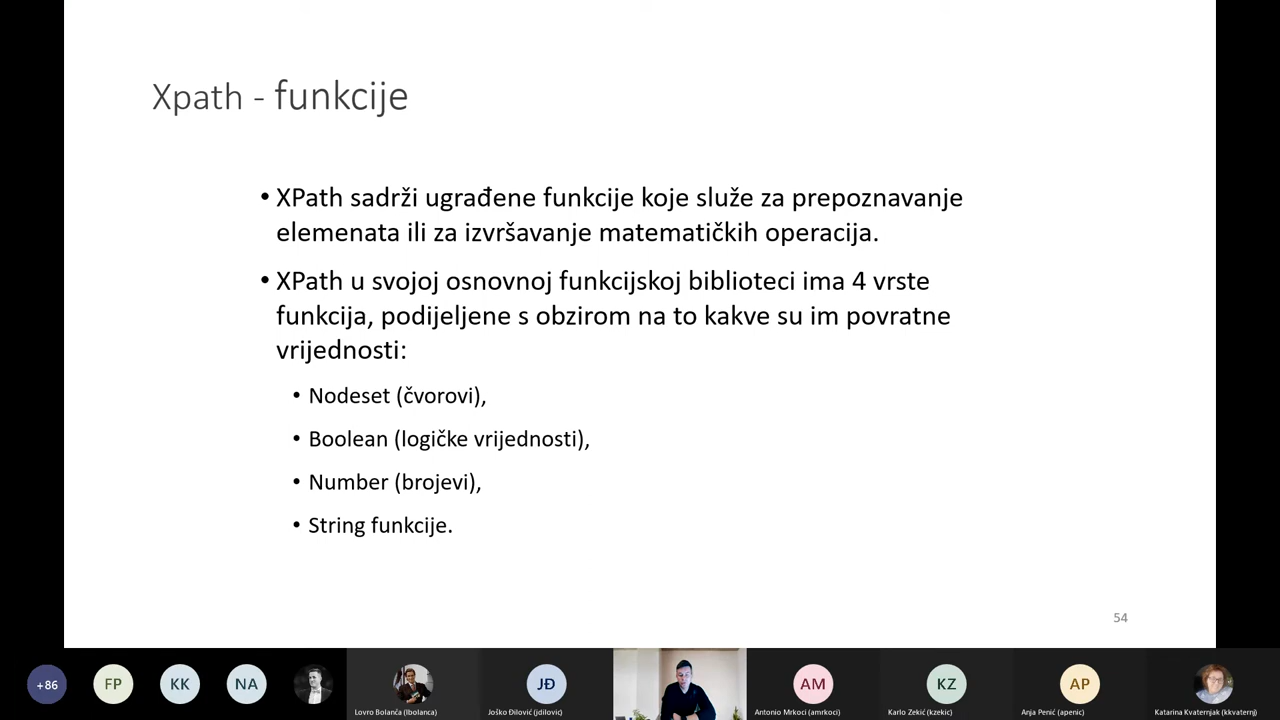 Xpath - funkcije
• XPath sadrži ugrađene funkcije koje služe za prepoznavanje
elemenata ili za izvršavanje matematičkih operacija.
• XPath u svojoj osnovnoj funkcijskoj biblioteci ima 4 vrste
funkcija, podijeljene s obzirom na to kakve su im povratne
vrijednosti:
• Nodeset (čvorovi),
• Boolean (logičke vrijednosti),
• Number (brojevi),
• String funkcije.
54
+86
FP
KK
NA
JĐ
AM
KZ
AP
Lovro Bolanča (lbolanca)
Joško Đilović (jdilovic)
Antonio Mrkoci (amrkoci)
Karlo Zekić (kzekic)
Anja Penić (apenic)
Katarina Kvaternjak (kkvaternj)